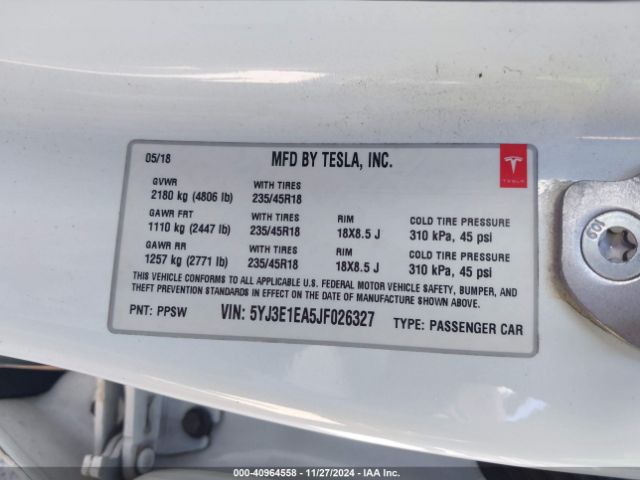 05/18 MFD BY TESLA, INC.
TESLA
GVWR WITH TIRES
2180 kg (4806 lb) 235/45R18
GAWR FRT WITH TIRES RIM COLD TIRE PRESSURE
1110 kg (2447 lb) 235/45R18 18X8.5 J 310 kPa, 45 psi
GAWR RR WITH TIRES RIM COLD TIRE PRESSURE
1257 kg (2771 lb) 235/45R18 18X8.5 J 310 kPa, 45 psi
THIS VEHICLE CONFORMS TO ALL APPLICABLE U.S. FEDERAL MOTOR VEHICLE SAFETY, BUMPER, AND
THEFT PREVENTION STANDARDS IN EFFECT ON THE DATE OF MANUFACTURE SHOWN ABOVE.
PNT: PPSW VIN: 5YJ3E1EA5JF026327 TYPE: PASSENGER CAR
000-40964558 - 11/27/2024 - IAA Inc.